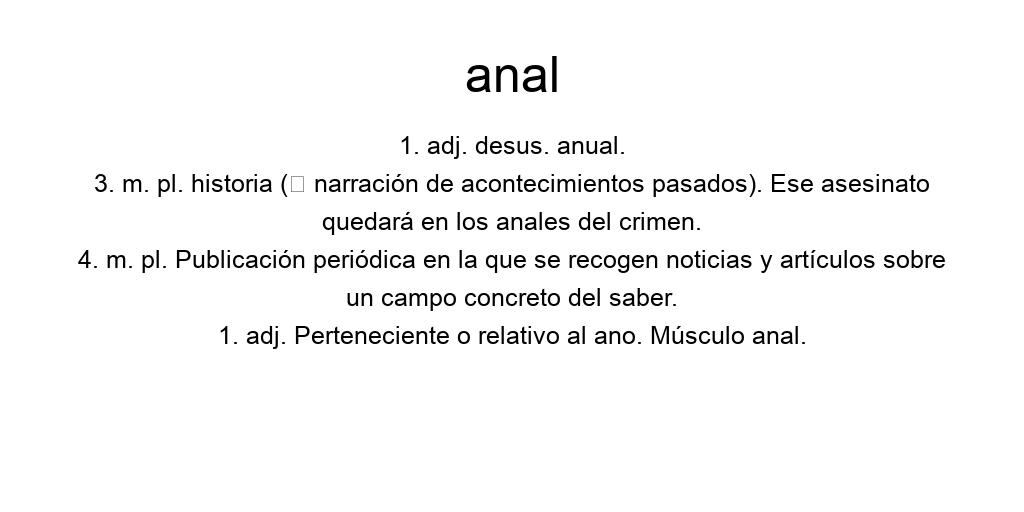 anal
1. adj. desus. anual.
3. m. pl. historia (□ narración de acontecimientos pasados). Ese asesinato
quedará en los anales del crimen.
4. m. pl. Publicación periódica en la que se recogen noticias y artículos sobre
un campo concreto del saber.
1. adj. Perteneciente o relativo al ano. Músculo anal.